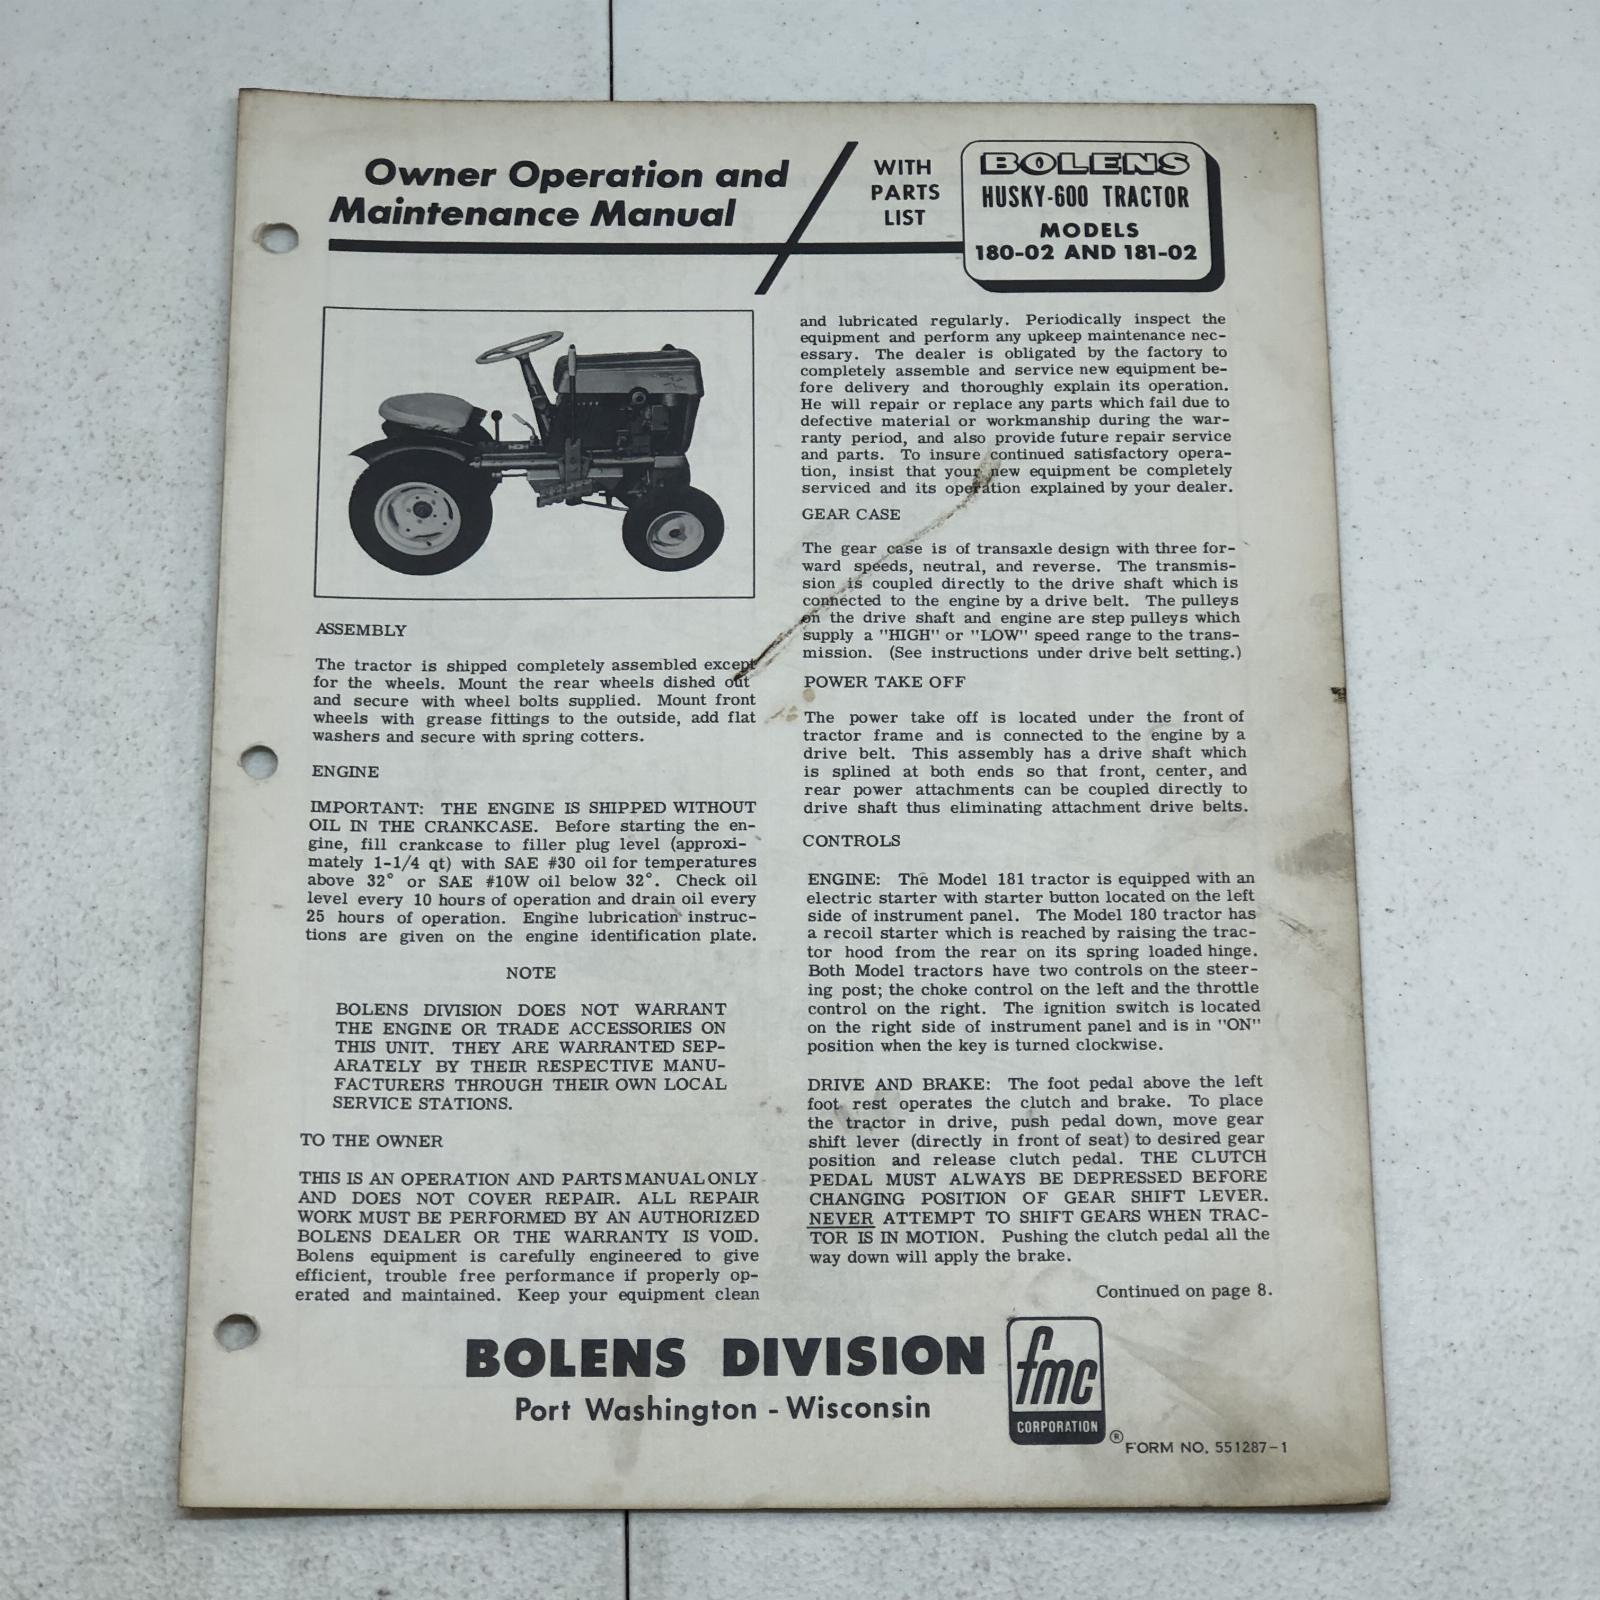 Owner Operation and
Maintenance Manual
WITH
PARTS
LIST
BOLENS
HUSKY-600 TRACTOR
MODELS
180-02 AND 181-02
ASSEMBLY
The tractor is shipped completely assembled except
for the wheels. Mount the rear wheels dished out
and secure with wheel bolts supplied. Mount front
wheels with grease fittings to the outside, add flat
washers and secure with spring cotters.
ENGINE
IMPORTANT: THE ENGINE IS SHIPPED WITHOUT
OIL IN THE CRANKCASE. Before starting the en-
gine, fill crankcase to filler plug level (approxi-
mately 1-1/4 qt) with SAE #30 oil for temperatures
above 32° or SAE #10W oil below 32°. Check oil
level every 10 hours of operation and drain oil every
25 hours of operation. Engine lubrication instruc-
tions are given on the engine identification plate.
NOTE
BOLENS DIVISION DOES NOT WARRANT
THE ENGINE OR TRADE ACCESSORIES ON
THIS UNIT. THEY ARE WARRANTED SEP-
ARATELY BY THEIR RESPECTIVE MANU-
FACTURERS THROUGH THEIR OWN LOCAL
SERVICE STATIONS.
TO THE OWNER
THIS IS AN OPERATION AND PARTS MANUAL ONLY
AND DOES NOT COVER REPAIR. ALL REPAIR
WORK MUST BE PERFORMED BY AN AUTHORIZED
BOLENS DEALER OR THE WARRANTY IS VOID.
Bolens equipment is carefully engineered to give
efficient, trouble free performance if properly op-
erated and maintained. Keep your equipment clean
and lubricated regularly. Periodically inspect the
equipment and perform any upkeep maintenance nec-
essary. The dealer is obligated by the factory to
completely assemble and service new equipment be-
fore delivery and thoroughly explain its operation.
He will repair or replace any parts which fail due to
defective material or workmanship during the war-
ranty period, and also provide future repair service
and parts. To insure continued satisfactory opera-
tion, insist that your new equipment be completely
serviced and its operation explained by your dealer.
GEAR CASE
The gear case is of transaxle design with three for-
ward speeds, neutral, and reverse. The transmis-
sion is coupled directly to the drive shaft which is
connected to the engine by a drive belt. The pulleys
on the drive shaft and engine are step pulleys which
supply a "HIGH" or "LOW" speed range to the trans-
mission. (See instructions under drive belt setting.)
POWER TAKE OFF
The power take off is located under the front of
tractor frame and is connected to the engine by a
drive belt. This assembly has a drive shaft which
is splined at both ends so that front, center, and
rear power attachments can be coupled directly to
drive shaft thus eliminating attachment drive belts.
CONTROLS
ENGINE: The Model 181 tractor is equipped with an
electric starter with starter button located on the left
side of instrument panel. The Model 180 tractor has
a recoil starter which is reached by raising the trac-
tor hood from the rear on its spring loaded hinge.
Both Model tractors have two controls on the steer-
ing post; the choke control on the left and the throttle
control on the right. The ignition switch is located
on the right side of instrument panel and is in "ON"
position when the key is turned clockwise.
DRIVE AND BRAKE: The foot pedal above the left
foot rest operates the clutch and brake. To place
the tractor in drive, push pedal down, move gear
shift lever (directly in front of seat) to desired gear
position and release clutch pedal. THE CLUTCH
PEDAL MUST ALWAYS BE DEPRESSED BEFORE
CHANGING POSITION OF GEAR SHIFT LEVER.
NEVER ATTEMPT TO SHIFT GEARS WHEN TRAC-
TOR IS IN MOTION. Pushing the clutch pedal all the
way down will apply the brake.
Continued on page 8.
BOLENS DIVISION
Port Washington - Wisconsin
fmc
CORPORATION
®
FORM NO. 551287-1